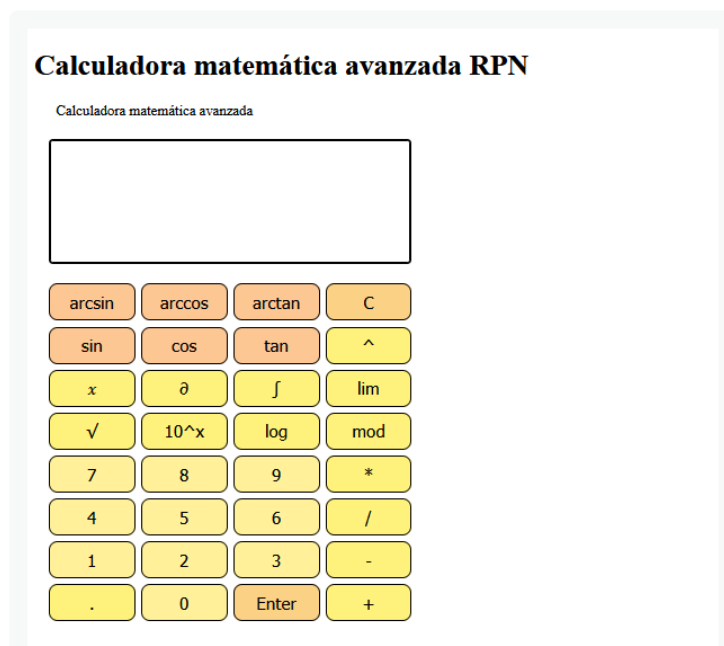 Calculadora matemática avanzada RPN
Calculadora matemática avanzada
arcsin arccos arctan C
sin cos tan ^
x ∂ ∫ lim
√ 10^x log mod
7 8 9 *
4 5 6 /
1 2 3 -
. 0 Enter +